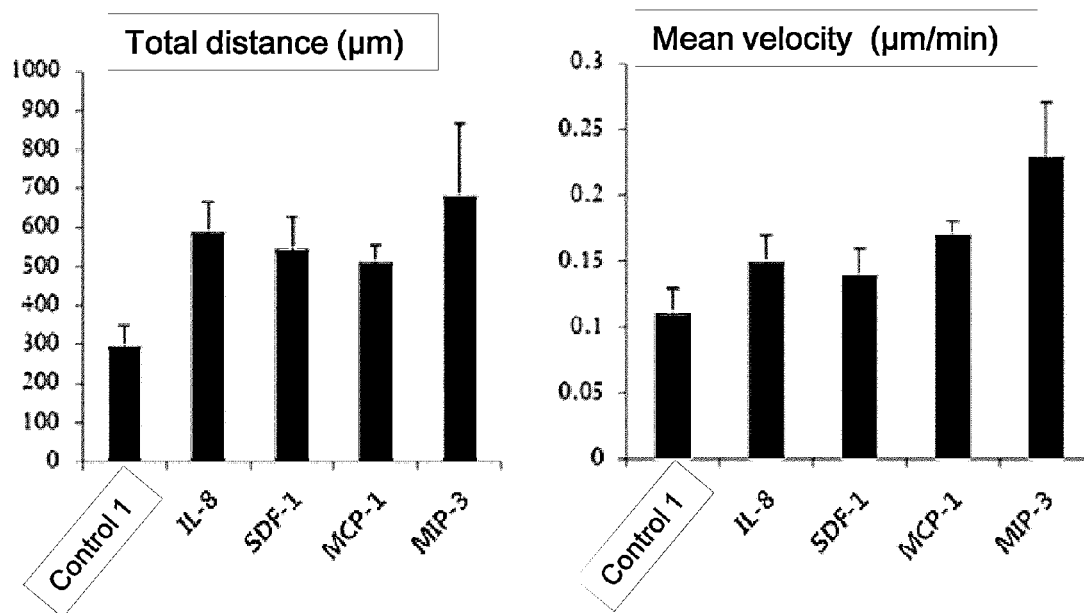 Total distance (µm)
1000
900
800
700
600
500
400
300
200
100
0
Control 1
IL-8
SDF-1
MCP-1
MIP-3
Mean velocity (µm/min)
0.3
0.25
0.2
0.15
0.1
0.05
0
Control 1
IL-8
SDF-1
MCP-1
MIP-3